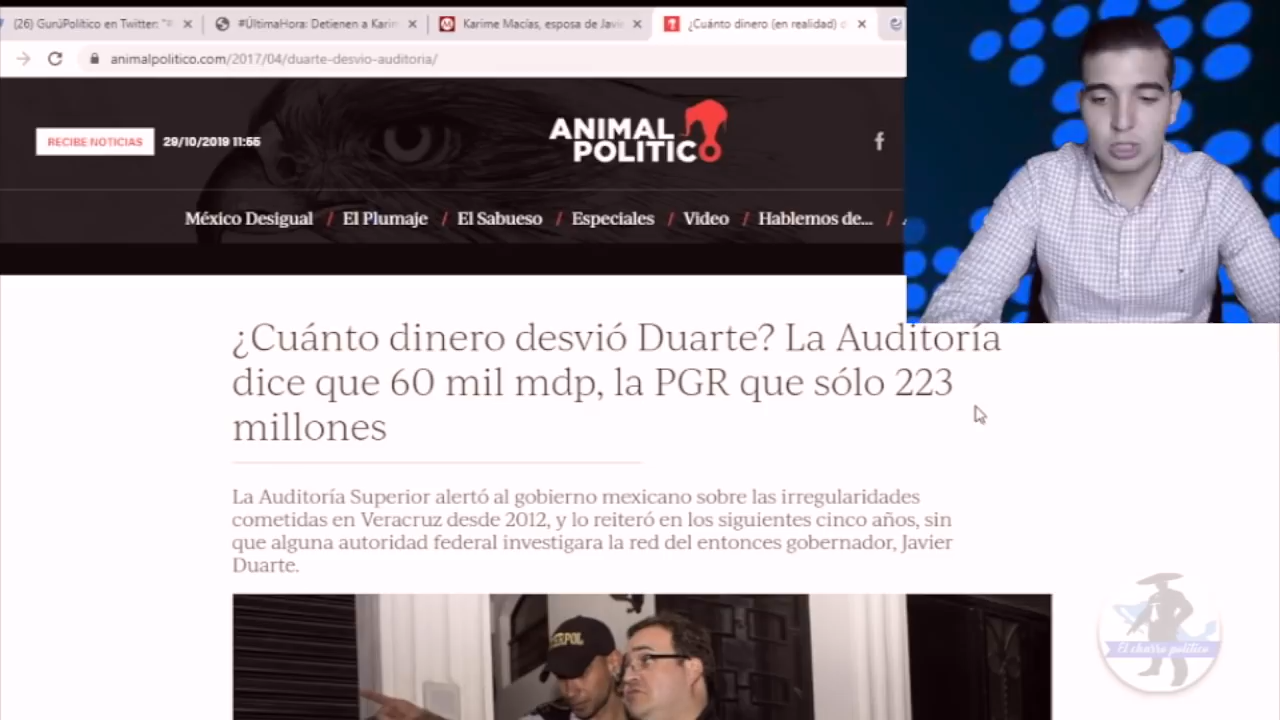 (26) GurúPolítico en Twitter: "#
#ÚltimaHora: Detienen a Karim
Karime Macías, esposa de Javie
¿Cuánto dinero (en realidad) d
animalpolitico.com/2017/04/duarte-desvio-auditoria/
RECIBE NOTICIAS
29/10/2019 11:55
ANIMAL
POLÍTICO
México Desigual / El Plumaje / El Sabueso / Especiales / Video / Hablemos de... /
¿Cuánto dinero desvió Duarte? La Auditoría
dice que 60 mil mdp, la PGR que sólo 223
millones
La Auditoría Superior alertó al gobierno mexicano sobre las irregularidades
cometidas en Veracruz desde 2012, y lo reiteró en los siguientes cinco años, sin
que alguna autoridad federal investigara la red del entonces gobernador, Javier
Duarte.
El charro político